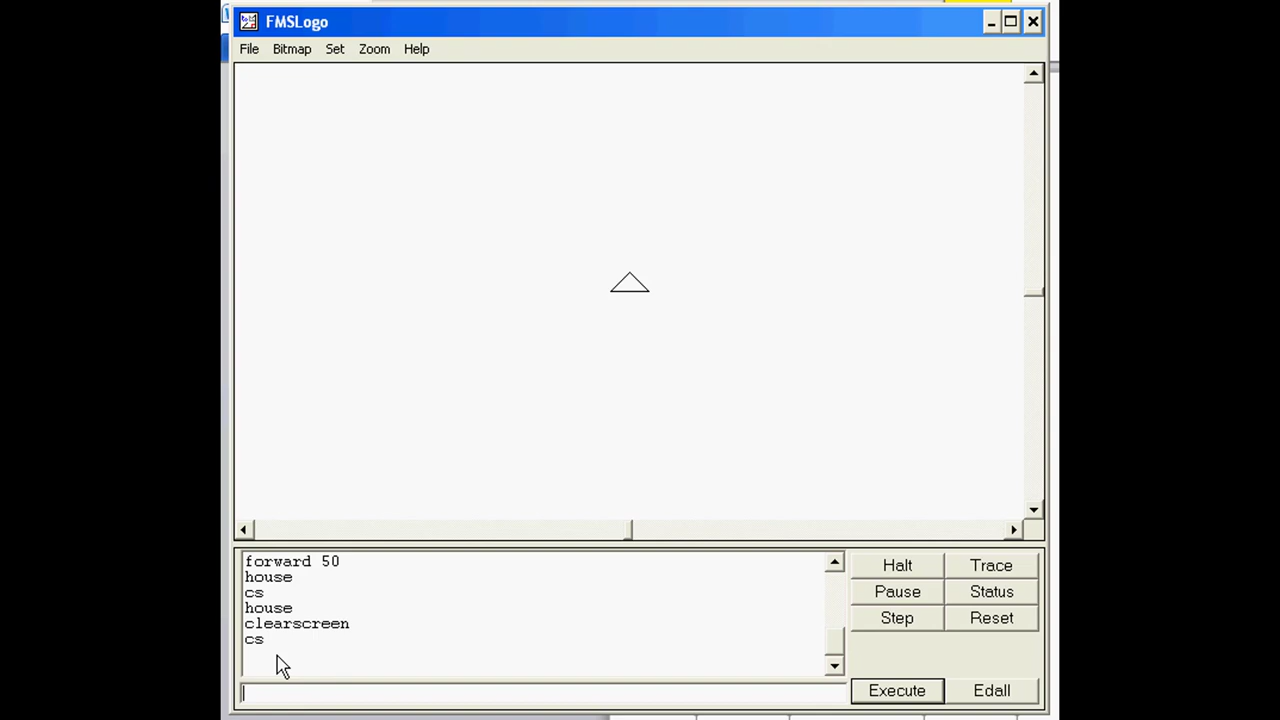 FMSLogo
File Bitmap Set Zoom Help
forward 50
house
cs
house
clearscreen
cs
Halt Trace
Pause Status
Step Reset
Execute Edall